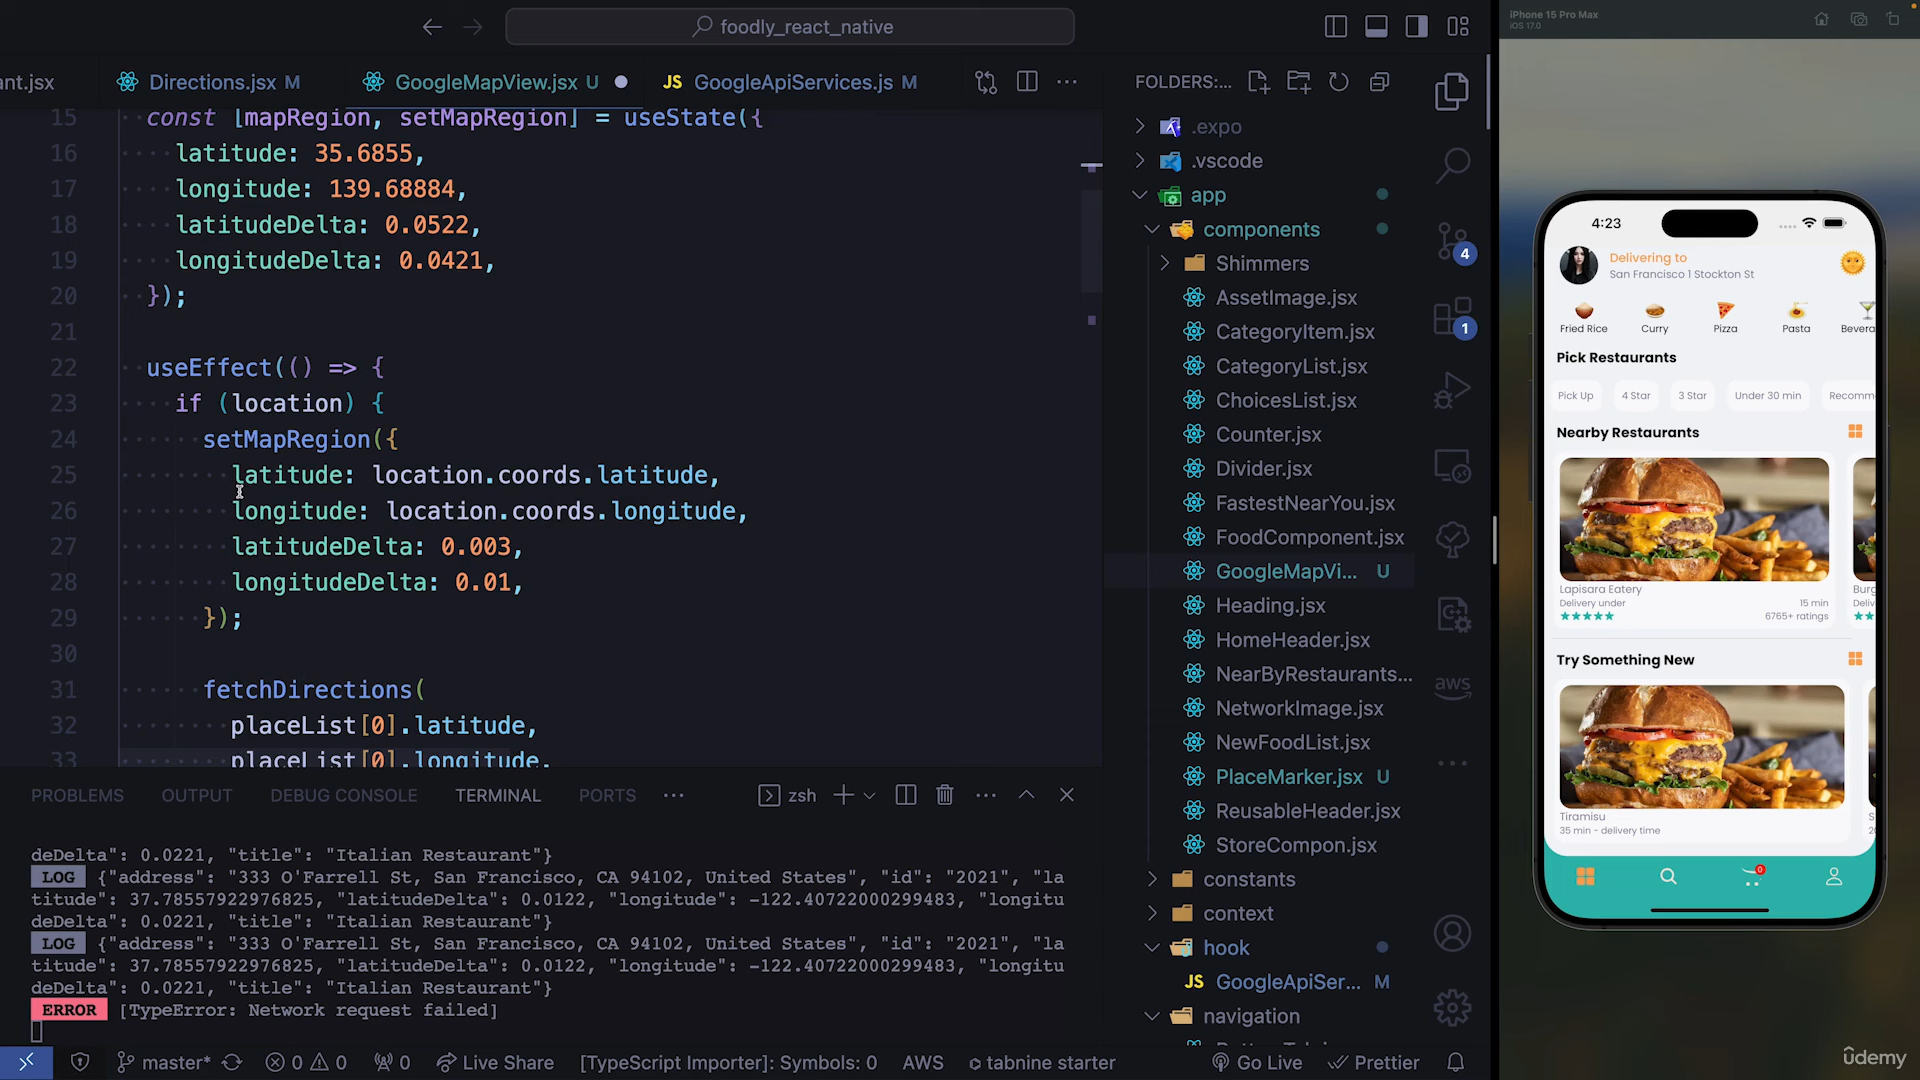 foodly_react_native
ant.jsx
Directions.jsx M
GoogleMapView.jsx U
JS GoogleApiServices.js M
15 const [mapRegion, setMapRegion] = useState({
16 latitude: 35.6855,
17 longitude: 139.68884,
18 latitudeDelta: 0.0522,
19 longitudeDelta: 0.0421,
20 });
21
22 useEffect(() => {
23 if (location) {
24 setMapRegion({
25 latitude: location.coords.latitude,
26 longitude: location.coords.longitude,
27 latitudeDelta: 0.003,
28 longitudeDelta: 0.01,
29 });
30
31 fetchDirections(
32 placeList[0].latitude,
33 placeList[0].longitude,
PROBLEMS OUTPUT DEBUG CONSOLE TERMINAL PORTS ...
zsh
deDelta": 0.0221, "title": "Italian Restaurant"}
LOG {"address": "333 O'Farrell St, San Francisco, CA 94102, United States", "id": "2021", "la
titude": 37.78557922976825, "latitudeDelta": 0.0122, "longitude": -122.40722000299483, "longitu
deDelta": 0.0221, "title": "Italian Restaurant"}
LOG {"address": "333 O'Farrell St, San Francisco, CA 94102, United States", "id": "2021", "la
titude": 37.78557922976825, "latitudeDelta": 0.0122, "longitude": -122.40722000299483, "longitu
deDelta": 0.0221, "title": "Italian Restaurant"}
ERROR [TypeError: Network request failed]
master* 0 0 0 Live Share [TypeScript Importer]: Symbols: 0 AWS tabnine starter Go Live Prettier
FOLDERS:...
.expo
.vscode
app
components
Shimmers
AssetImage.jsx
CategoryItem.jsx
CategoryList.jsx
ChoicesList.jsx
Counter.jsx
Divider.jsx
FastestNearYou.jsx
FoodComponent.jsx
GoogleMapVi... U
Heading.jsx
HomeHeader.jsx
NearByRestaurants...
NetworkImage.jsx
NewFoodList.jsx
PlaceMarker.jsx U
ReusableHeader.jsx
StoreCompon.jsx
constants
context
hook
JS GoogleApiSer... M
navigation
4
1
aws
iPhone 15 Pro Max
iOS 17.0
4:23
Delivering to
San Francisco 1 Stockton St
Fried Rice Curry Pizza Pasta Bevera
Pick Restaurants
Pick Up 4 Star 3 Star Under 30 min Recomm
Nearby Restaurants
Lapisara Eatery Burg
Delivery under 15 min Deliv
6765+ ratings
Try Something New
Tiramisu S
35 min - delivery time 20
0
ûdemy